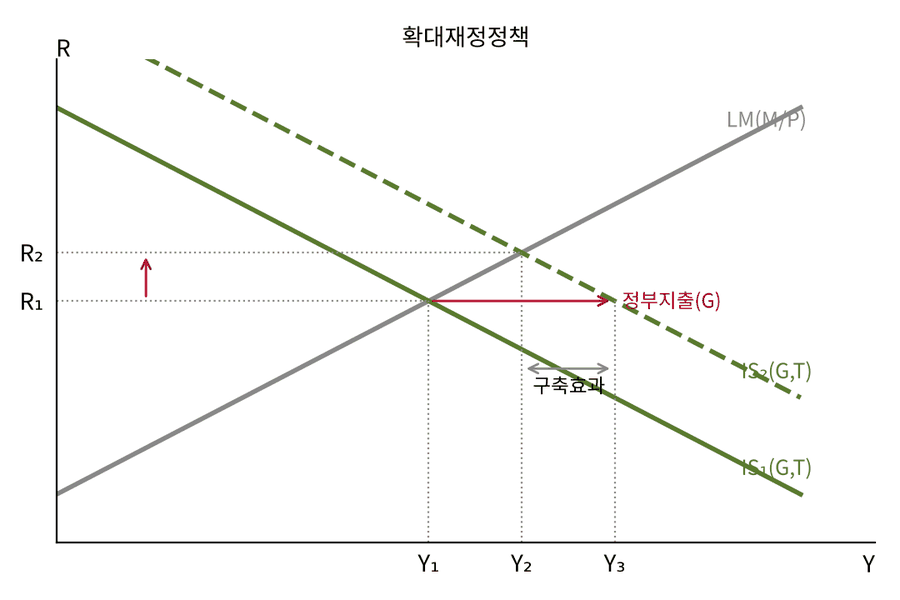 확대재정정책
R
LM(M/P)
R₂
R₁
정부지출(G)
IS₂(G,T)
구축효과
IS₁(G,T)
Y₁
Y₂
Y₃
Y